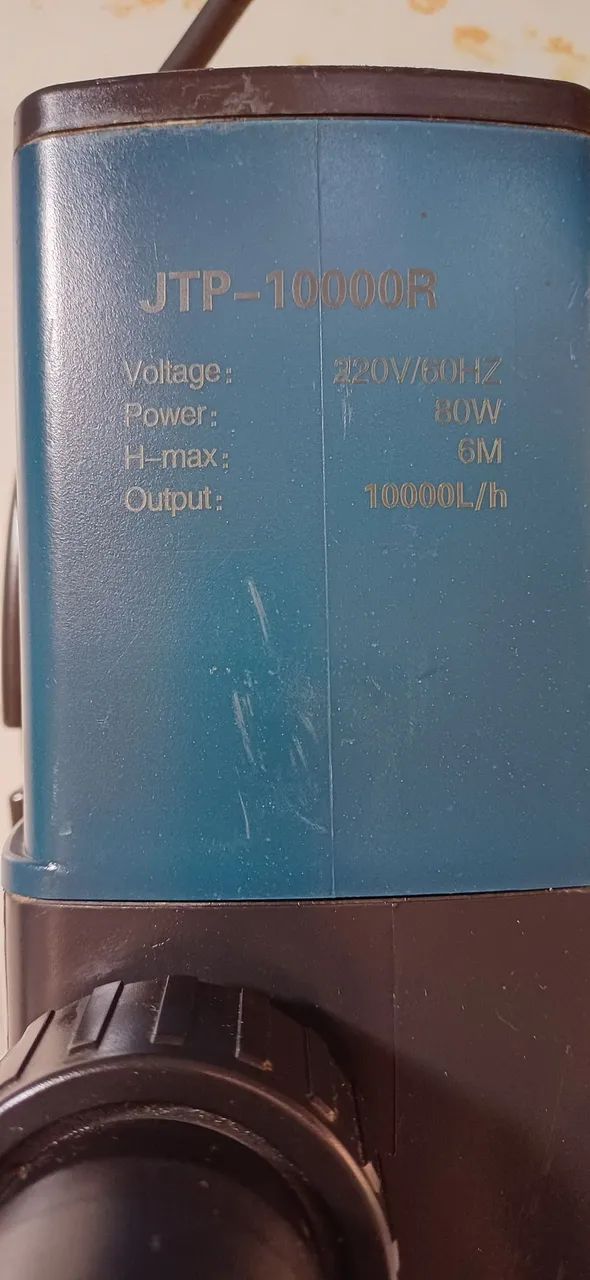 JTP-10000R
Voltage: 220V/60HZ
Power: 80W
H-max: 6M
Output: 10000L/h